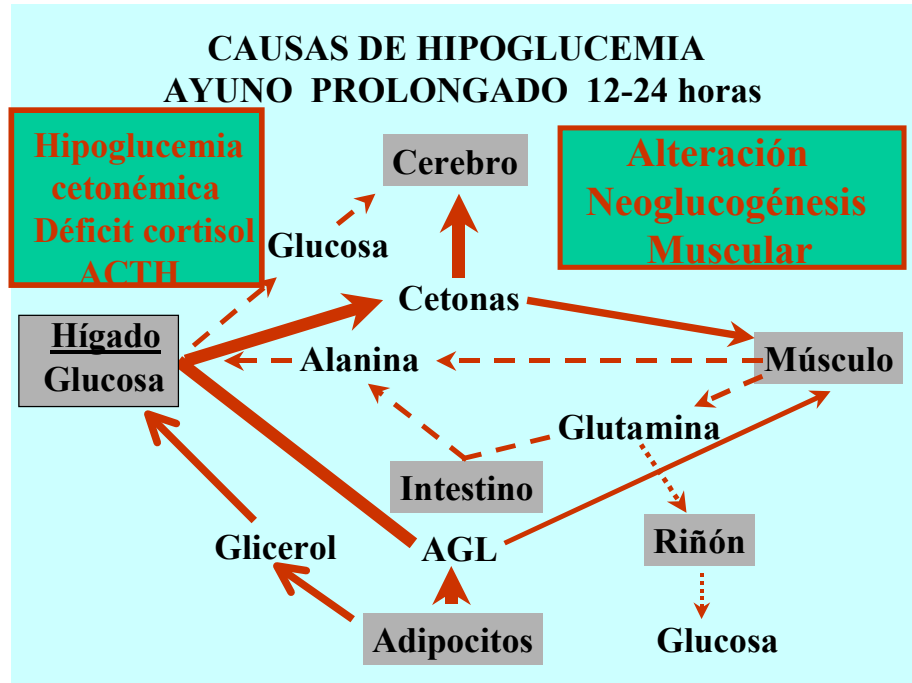 CAUSAS DE HIPOGLUCEMIA
AYUNO PROLONGADO 12-24 horas
Hipoglucemia
cetonémica
Déficit cortisol
ACTH
Cerebro
Alteración
Neoglucogénesis
Muscular
Glucosa
Cetonas
Hígado
Glucosa
Alanina
Músculo
Glutamina
Intestino
Glicerol
AGL
Riñón
Adipocitos
Glucosa